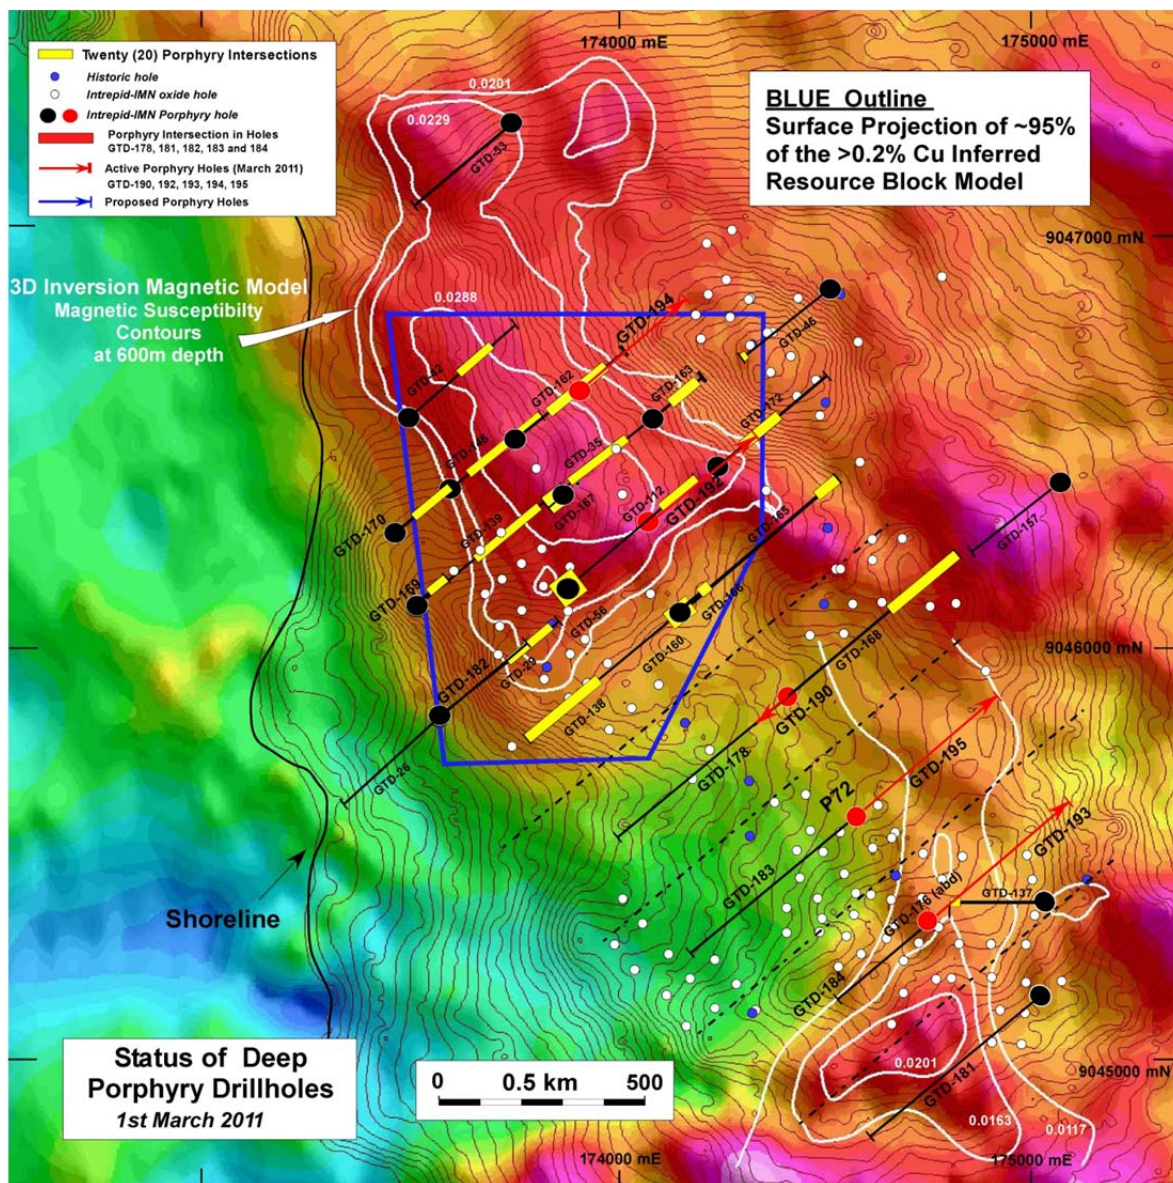 174000 mE
175000 mE
Twenty (20) Porphyry Intersections
Historic hole
Intrepid-IMN oxide hole
Intrepid-IMN Porphyry hole
Porphyry Intersection in Holes
GTD-178, 181, 182, 183 and 184
Active Porphyry Holes (March 2011)
GTD-190, 192, 193, 194, 195
Proposed Porphyry Holes
BLUE Outline
Surface Projection of ~95%
of the >0.2% Cu Inferred
Resource Block Model
0.0201
0.0229
GTD-53
9047000 mN
3D Inversion Magnetic Model
Magnetic Susceptibilty
Contours
at 600m depth
0.0288
GTD-194
GTD-46
GTD-42
GTD-162
GTD-163
GTD-172
GTD-146
GTD-35
GTD-170
GTD-139
GTD-167
GTD-112
GTD-192
GTD-165
GTD-157
GTD-169
GTD-56
GTD-166
GTD-168
GTD-182
GTD-29
GTD-160
9046000 mN
GTD-138
GTD-190
GTD-26
GTD-178
GTD-195
P72
GTD-193
GTD-183
GTD-176 (abd)
GTD-137
Shoreline
GTD-184
Status of Deep
Porphyry Drillholes
1st March 2011
0 0.5 km 500
0.0201
GTD-181
9045000 mN
0.0163
0.0117
174000 mE
175000 mE